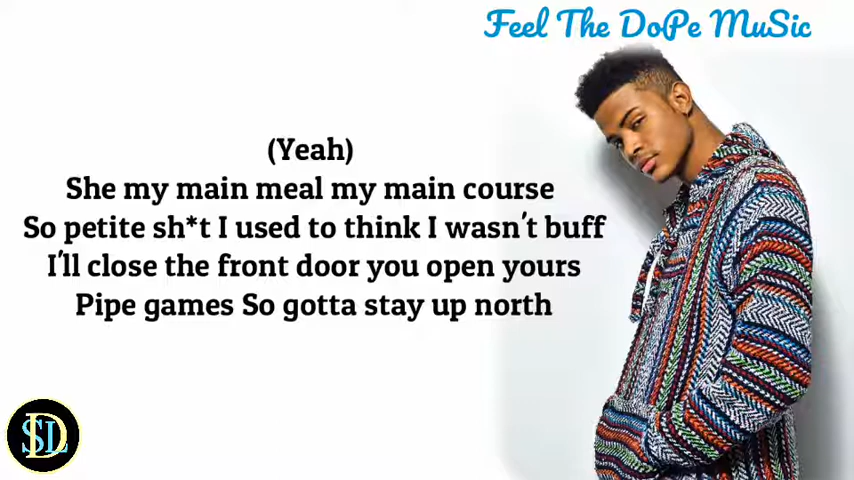 Feel The DoPe MuSic
(Yeah)
She my main meal my main course
So petite sh*t I used to think I wasn't buff
I'll close the front door you open yours
Pipe games So gotta stay up north
DSL